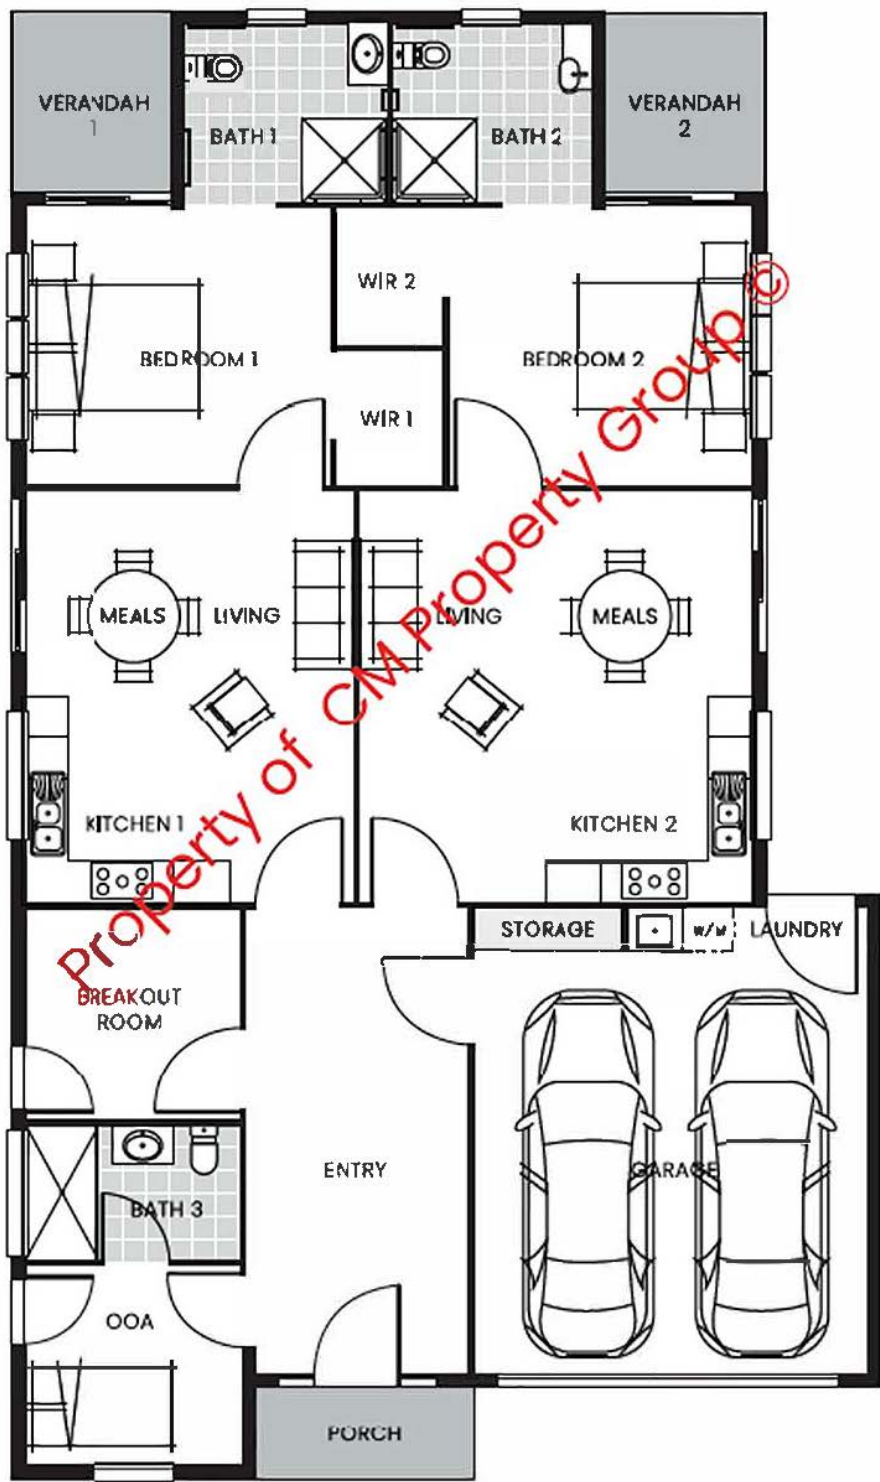 VERANDAH
1
BATH 1
BATH 2
VERANDAH
2
WIR 2
BEDROOM 1
BEDROOM 2
WIR 1
MEALS
LIVING
LIVING
MEALS
KITCHEN 1
KITCHEN 2
Property of CM Property Group ©
STORAGE
W/M
LAUNDRY
BREAKOUT
ROOM
ENTRY
GARAGE
BATH 3
OOA
PORCH